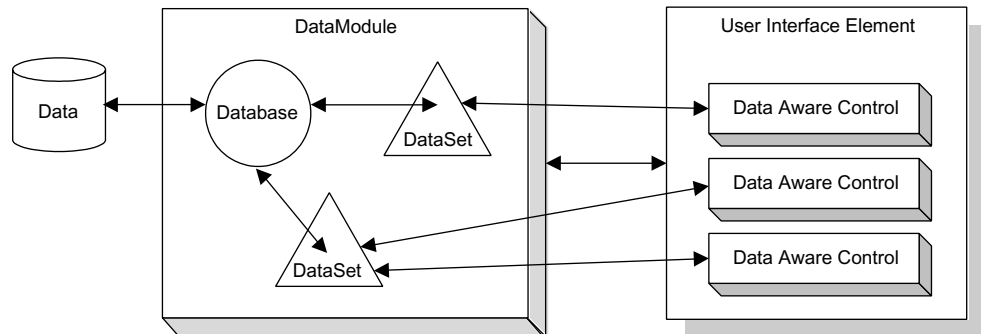 DataModule
User Interface Element
Data
Database
DataSet
DataSet
Data Aware Control
Data Aware Control
Data Aware Control